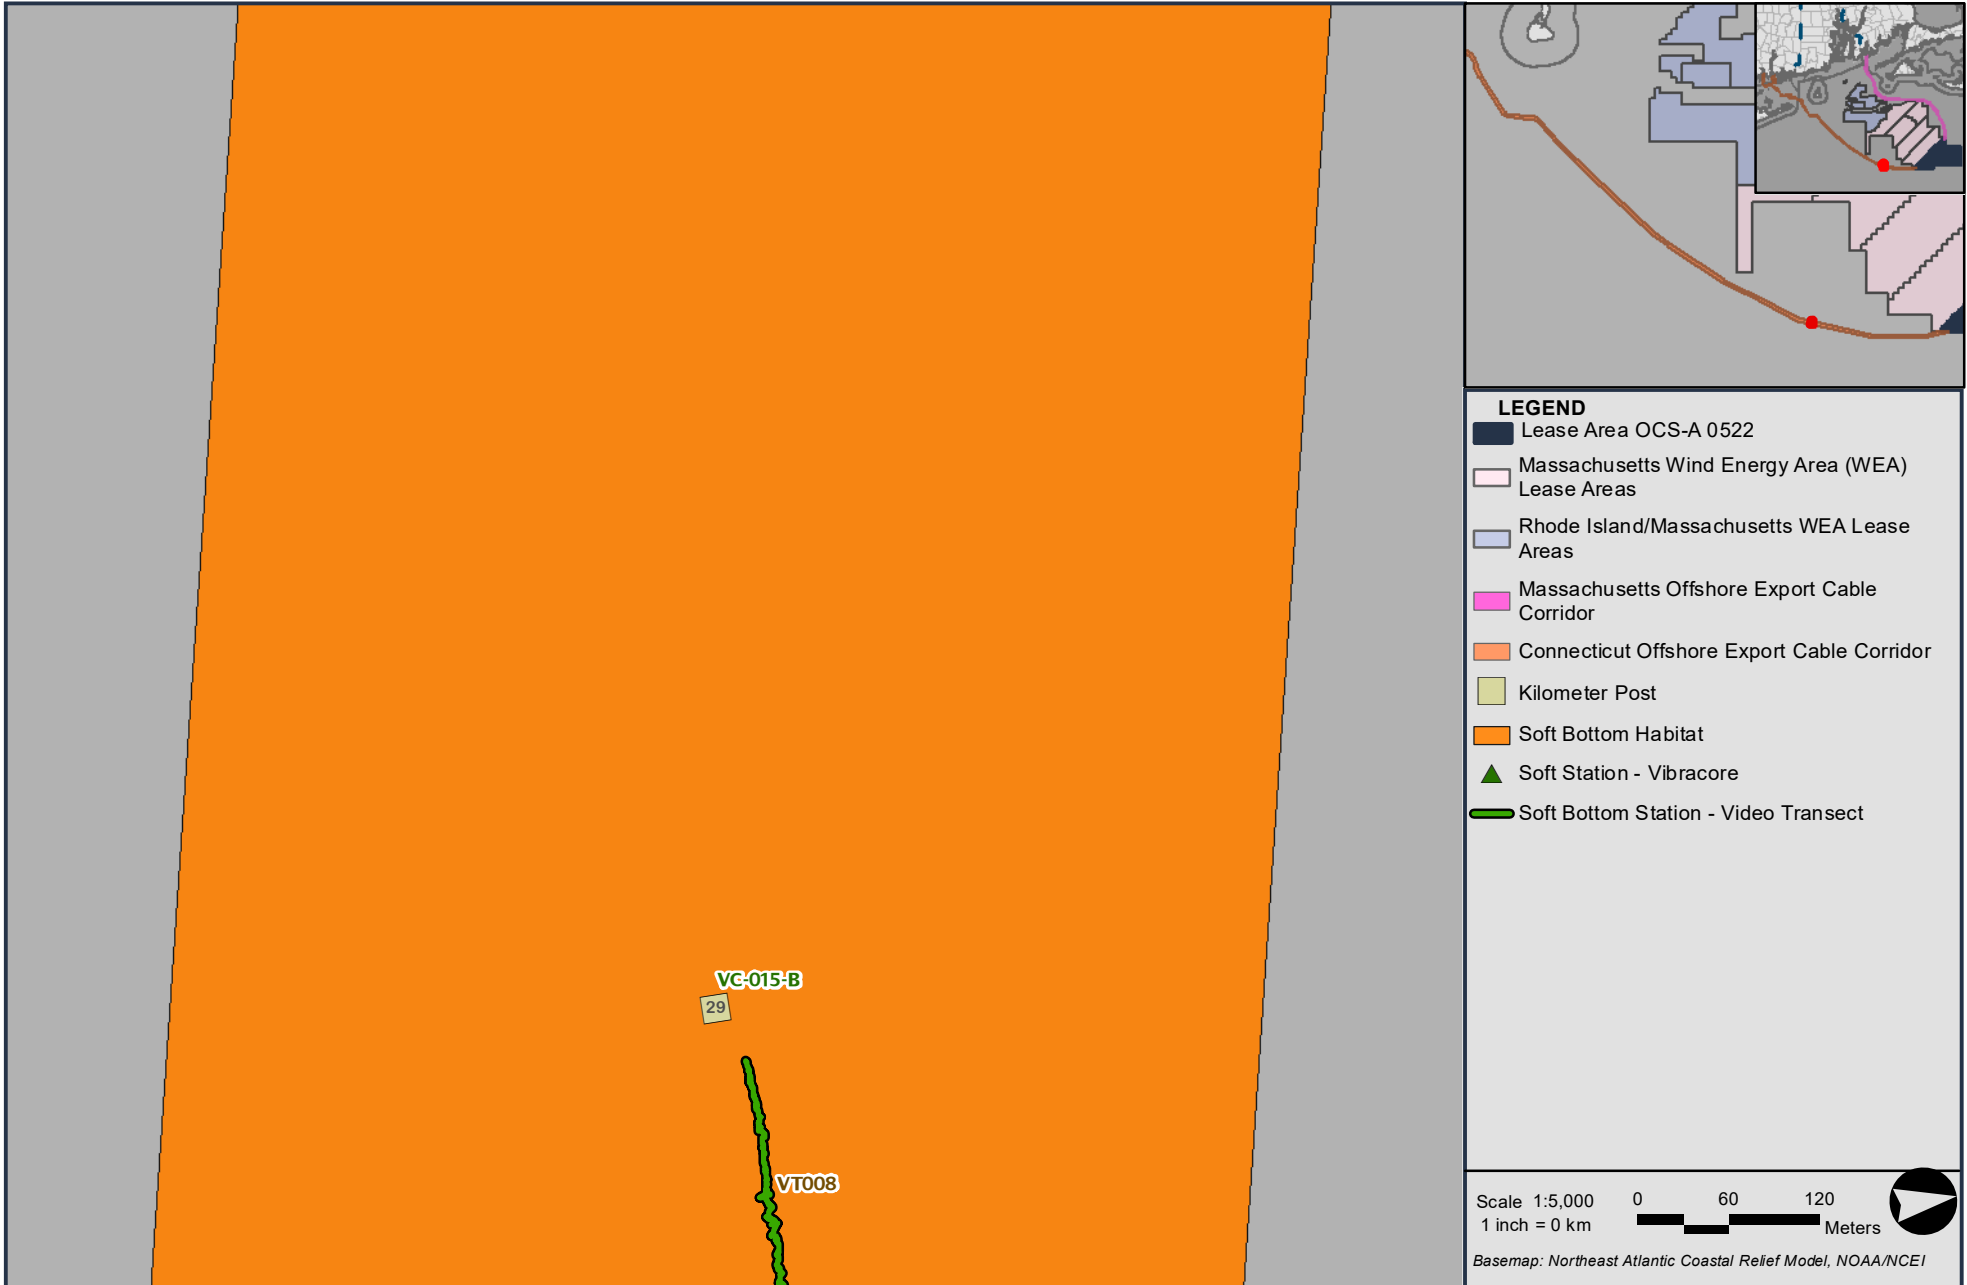 VC-015-B
29
VT008
LEGEND
Lease Area OCS-A 0522
Massachusetts Wind Energy Area (WEA)
Lease Areas
Rhode Island/Massachusetts WEA Lease
Areas
Massachusetts Offshore Export Cable
Corridor
Connecticut Offshore Export Cable Corridor
Kilometer Post
Soft Bottom Habitat
Soft Station - Vibracore
Soft Bottom Station - Video Transect
Scale 1:5,000
1 inch = 0 km
0 60 120
Meters
Basemap: Northeast Atlantic Coastal Relief Model, NOAA/NCEI